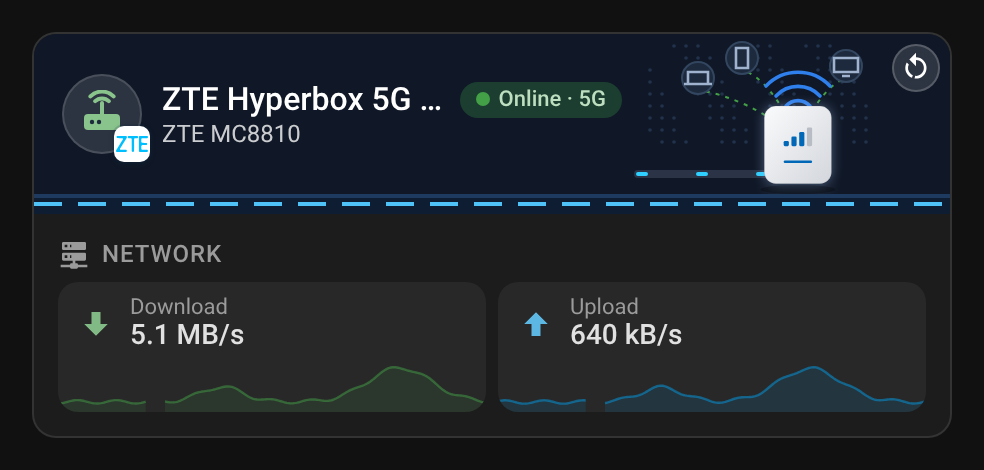 ZTE Hyperbox 5G ...
Online · 5G
ZTE
ZTE MC8810
NETWORK
Download
5.1 MB/s
Upload
640 kB/s